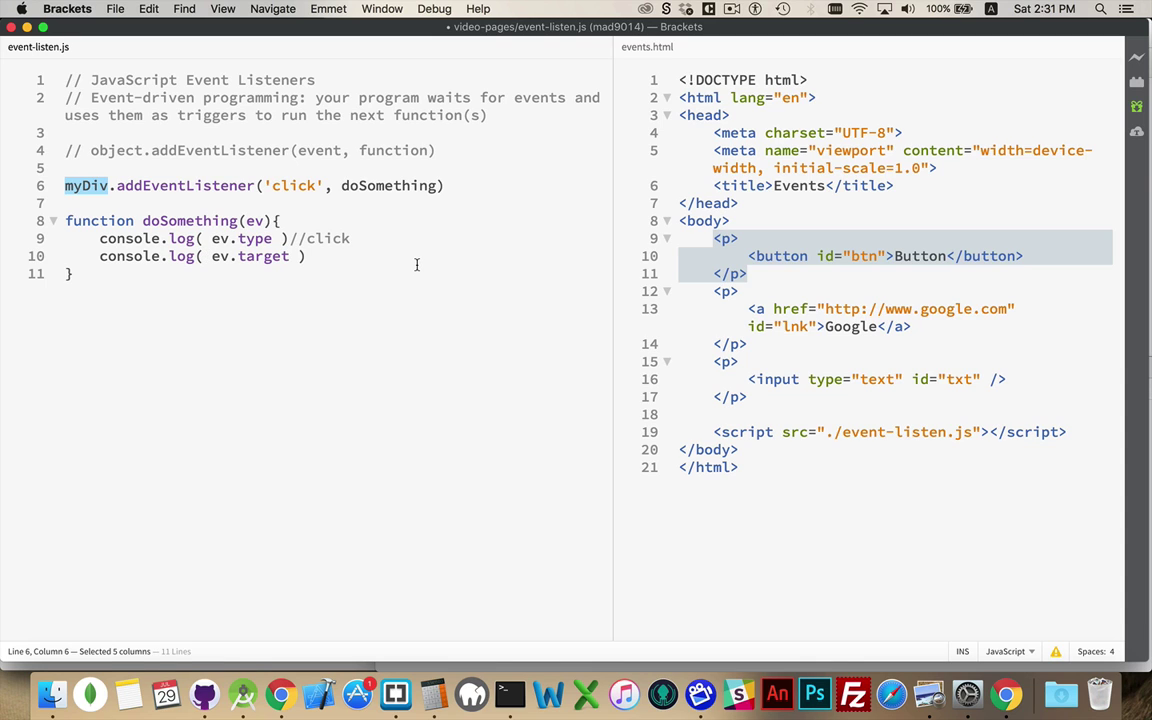 Brackets File Edit Find View Navigate Emmet Window Debug Help 100% A Sat 2:31 PM
• video-pages/event-listen.js (mad9014) — Brackets
event-listen.js
1 // JavaScript Event Listeners
2 // Event-driven programming: your program waits for events and
uses them as triggers to run the next function(s)
3
4 // object.addEventListener(event, function)
5
6 myDiv.addEventListener('click', doSomething)
7
8 function doSomething(ev){
9 console.log( ev.type )//click
10 console.log( ev.target )
11 }
events.html
1 <!DOCTYPE html>
2 <html lang="en">
3 <head>
4 <meta charset="UTF-8">
5 <meta name="viewport" content="width=device-
width, initial-scale=1.0">
6 <title>Events</title>
7 </head>
8 <body>
9 <p>
10 <button id="btn">Button</button>
11 </p>
12 <p>
13 <a href="http://www.google.com"
id="lnk">Google</a>
14 </p>
15 <p>
16 <input type="text" id="txt" />
17 </p>
18
19 <script src="./event-listen.js"></script>
20 </body>
21 </html>
Line 6, Column 6 — Selected 5 columns — 11 Lines
INS JavaScript Spaces: 4
JUL
29
1
An
Ps
Fz